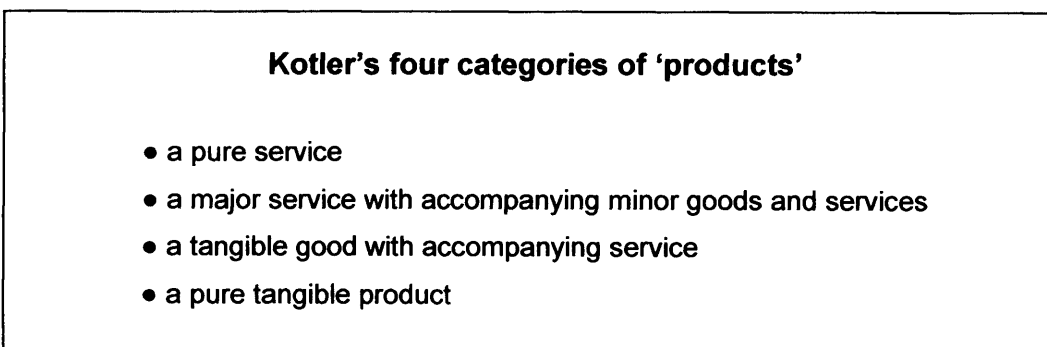 Kotler's four categories of 'products'
● a pure service
● a major service with accompanying minor goods and services
● a tangible good with accompanying service
● a pure tangible product